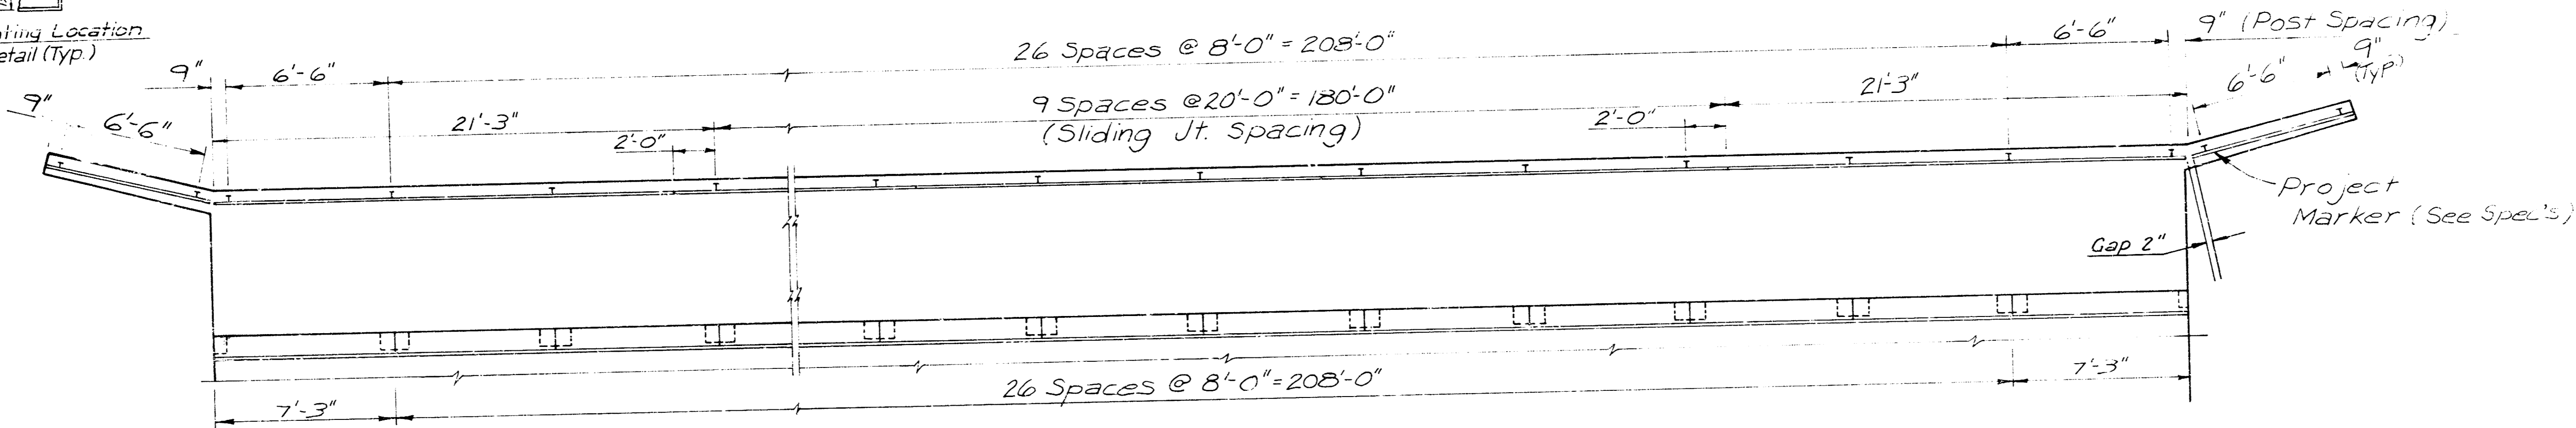 Location
etail (Typ.)
26 Spaces @ 8'-0" = 208'-0"
6'-6"
9" (Post Spacing)
9"
6'-6"
9"
(Typ.)
6'-6"
9 Spaces @20'-0" = 180'-0"
21'-3"
9"
6'-6"
21'-3"
2'-0"
(Sliding Jt. Spacing)
2'-0"
Project
Marker (See Spec's)
Gap 2"
7'-3"
26 Spaces @ 8'-0"=208'-0"
7'-3"